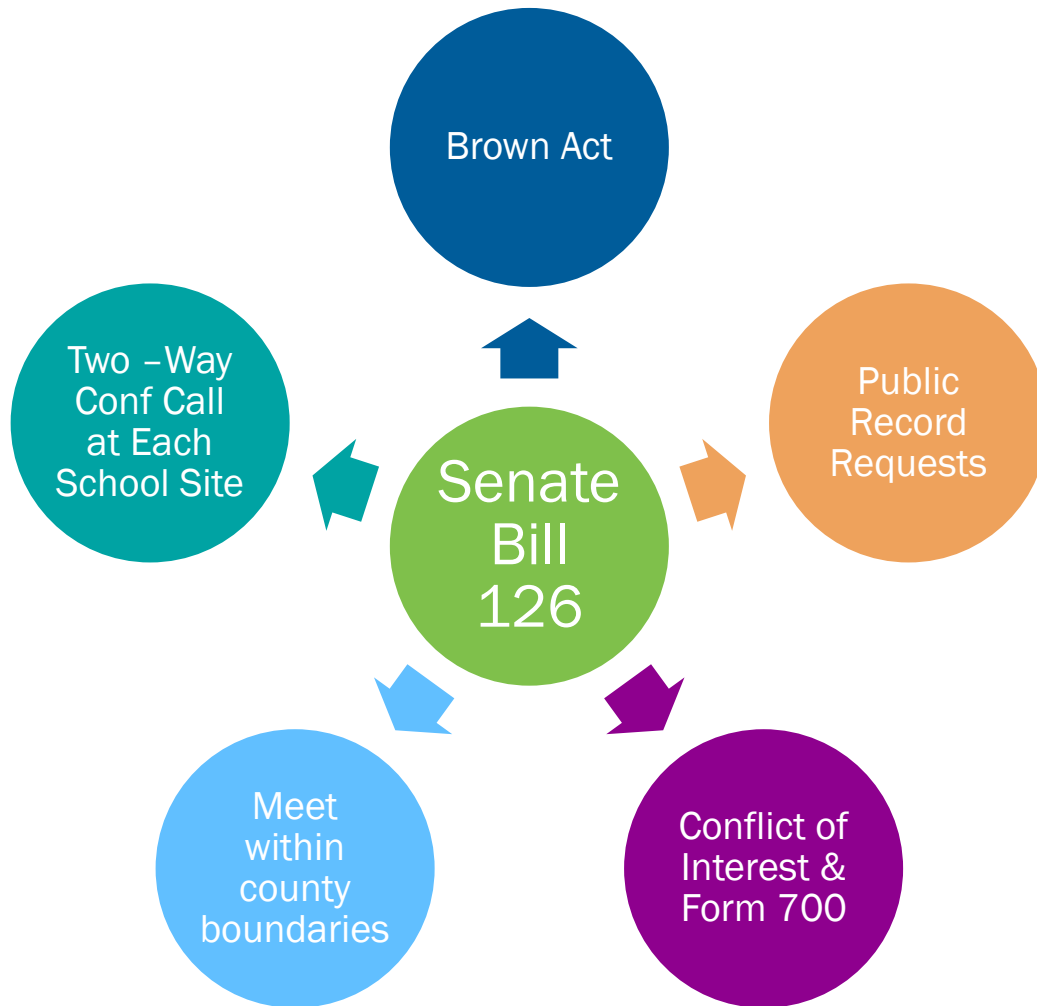 Brown Act
Two –Way
Conf Call
at Each
School Site
Public
Record
Requests
Senate
Bill
126
Meet
within
county
boundaries
Conflict of
Interest &
Form 700